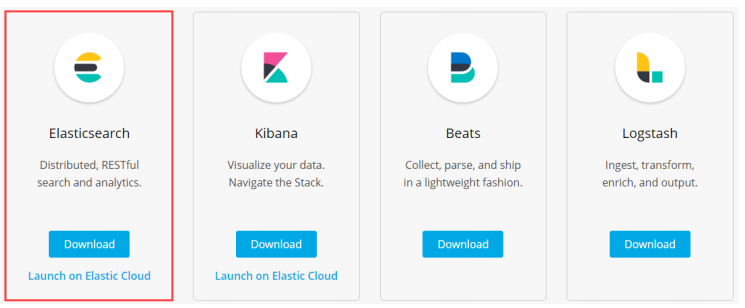 Elasticsearch
Distributed, RESTful
search and analytics.
Download
Launch on Elastic Cloud
Kibana
Visualize your data.
Navigate the Stack.
Download
Launch on Elastic Cloud
Beats
Collect, parse, and ship
in a lightweight fashion.
Download
Logstash
Ingest, transform,
enrich, and output.
Download